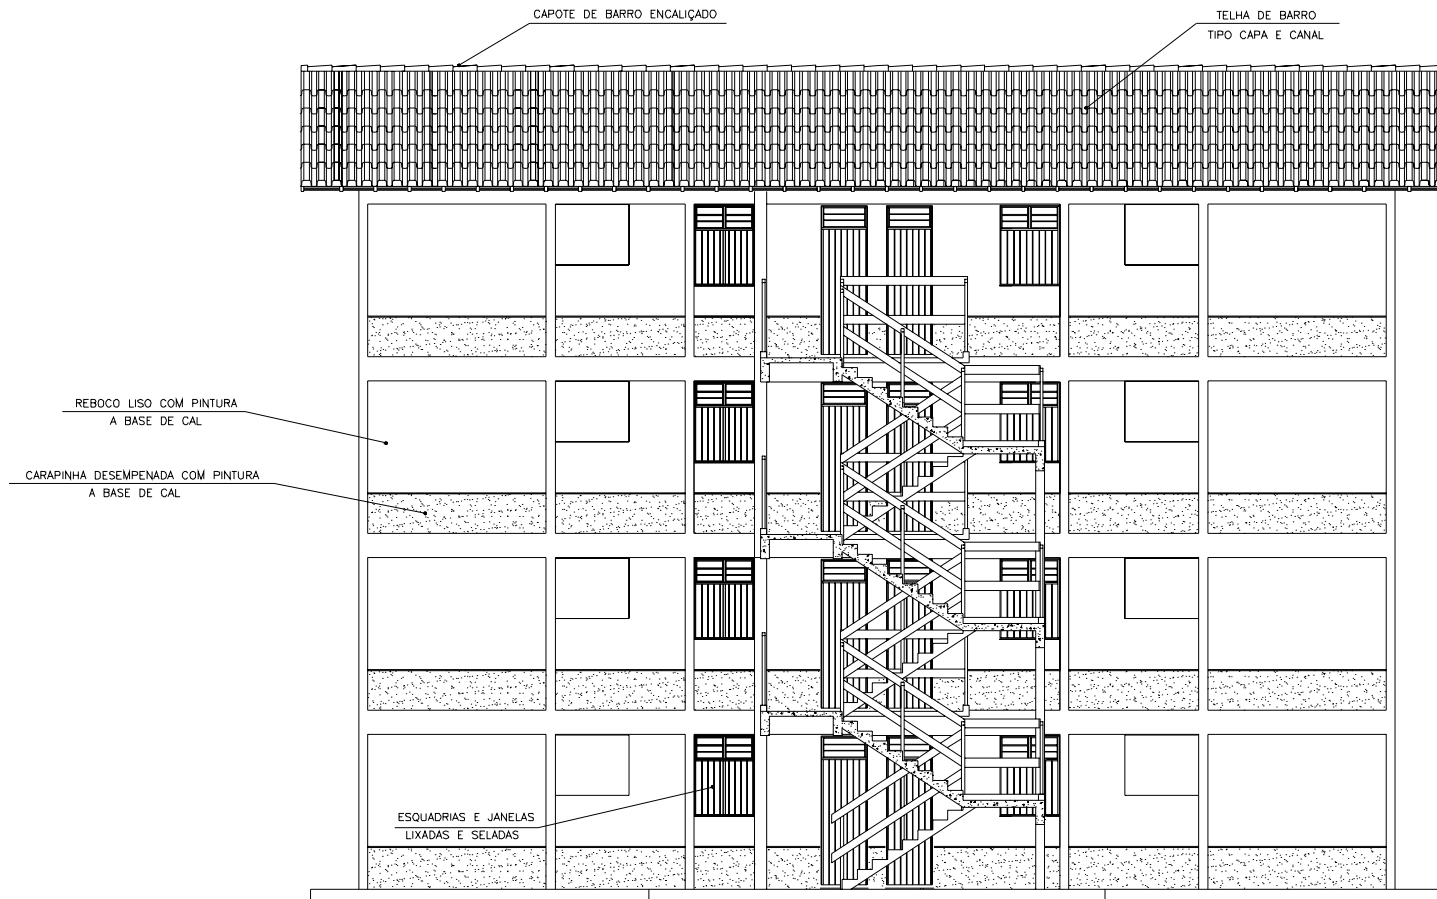 CAPOTE DE BARRO ENCALIÇADO
TELHA DE BARRO
TIPO CAPA E CANAL
REBOCO LISO COM PINTURA
A BASE DE CAL
CARAPINHA DESEMPENADA COM PINTURA
A BASE DE CAL
ESQUADRIAS E JANELAS
LIXADAS E SELADAS